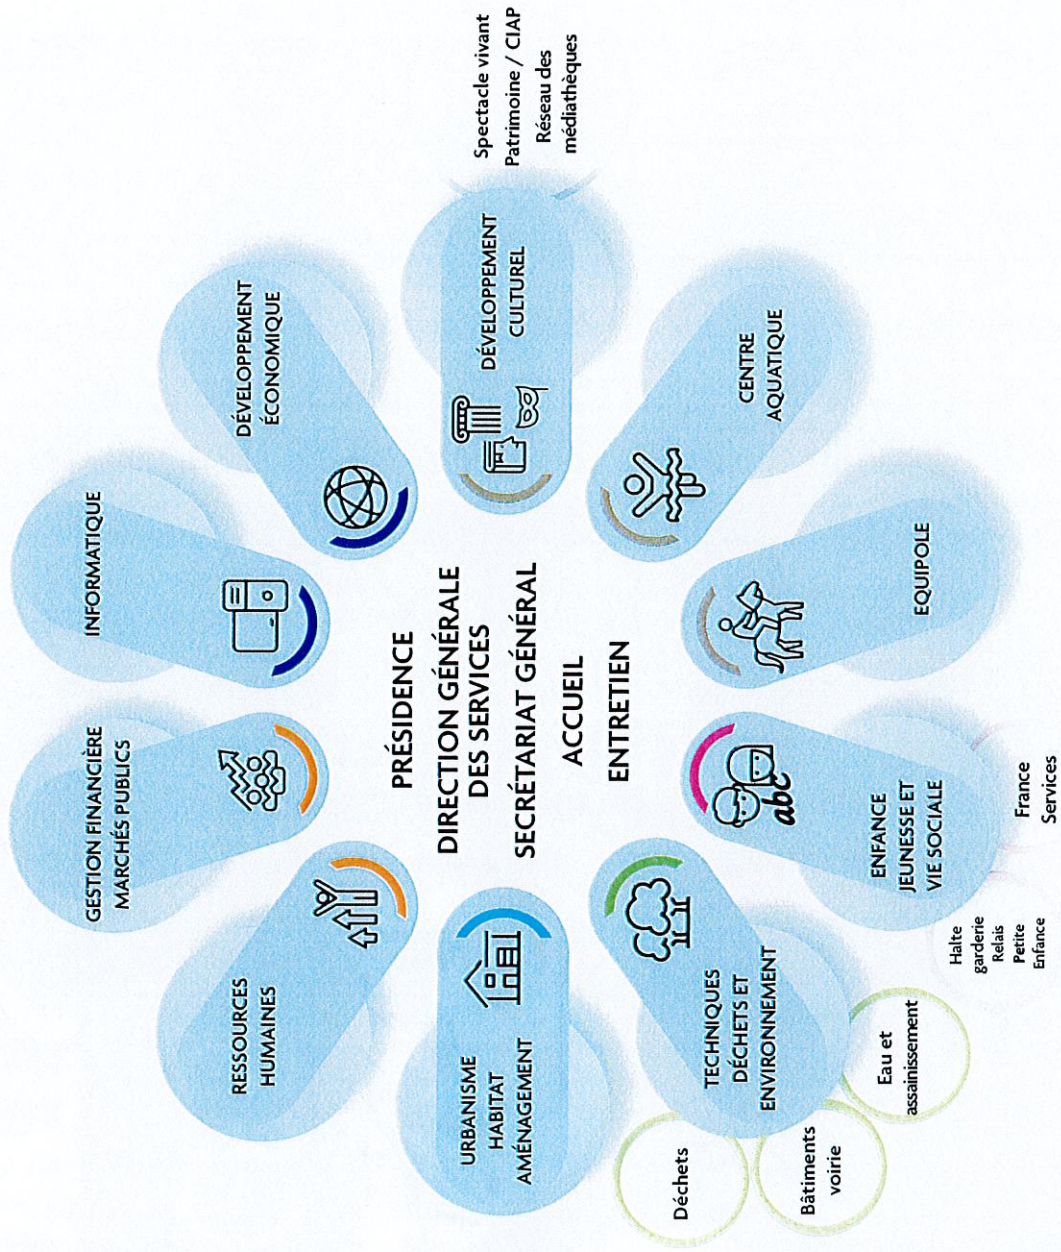 PRÉSIDENCE
DIRECTION GÉNÉRALE
DES SERVICES
SECRÉTARIAT GÉNÉRAL
ACCUEIL
ENTRETIEN
GESTION FINANCIÈRE
MARCHÉS PUBLICS
INFORMATIQUE
DÉVELOPPEMENT
ÉCONOMIQUE
DÉVELOPPEMENT
CULTUREL
Spectacle vivant
Patrimoine / CIAP
Réseau des
médiathèques
CENTRE
AQUATIQUE
EQUIPOLE
ENFANCE
JEUNESSE ET
VIE SOCIALE
abc
France
Services
Halte
garderie
Relais
Petite
Enfance
TECHNIQUES
DÉCHETS ET
ENVIRONNEMENT
Eau et
assainissement
Bâtiments
voirie
Déchets
URBANISME
HABITAT
AMÉNAGEMENT
RESSOURCES
HUMAINES